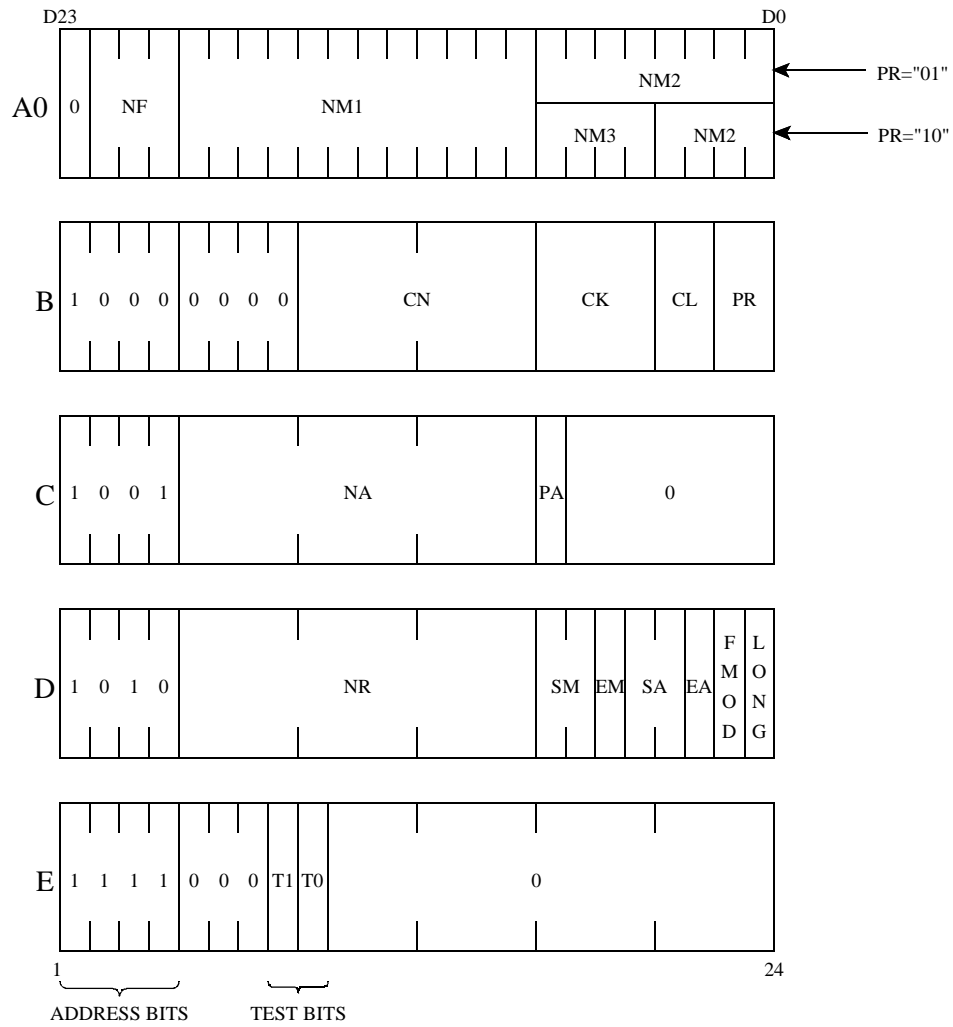 D23 D0
A0 0 NF NM1 NM2 PR="01"
NM3 NM2 PR="10"
B 1 0 0 0 0 0 0 0 CN CK CL PR
C 1 0 0 1 NA PA 0
D 1 0 1 0 NR SM EM SA EA FMOD LONG
E 1 1 1 1 0 0 0 T1 T0 0
1 24
ADDRESS BITS TEST BITS